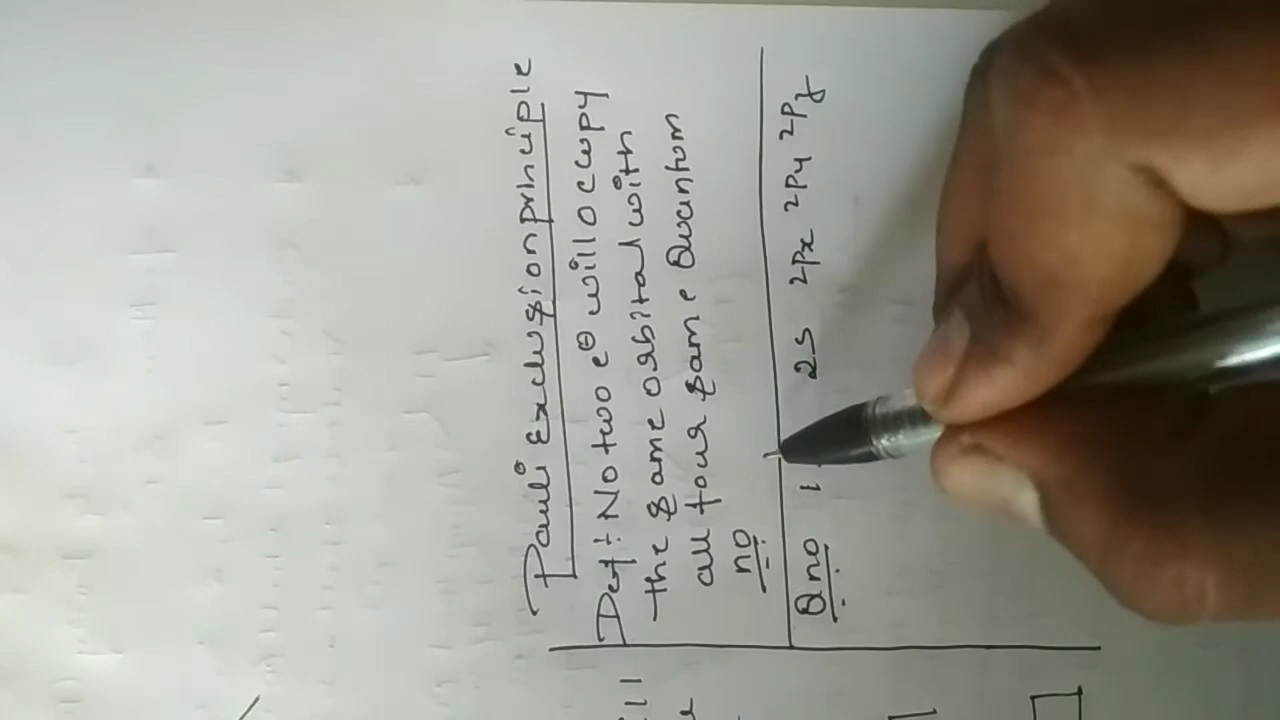 Pauli Exclusion principle
Def: No two e⊖ will occupy
the same orbital with
all four same Quantum
no
Qno 1 2S 2Px 2Py 2Pz